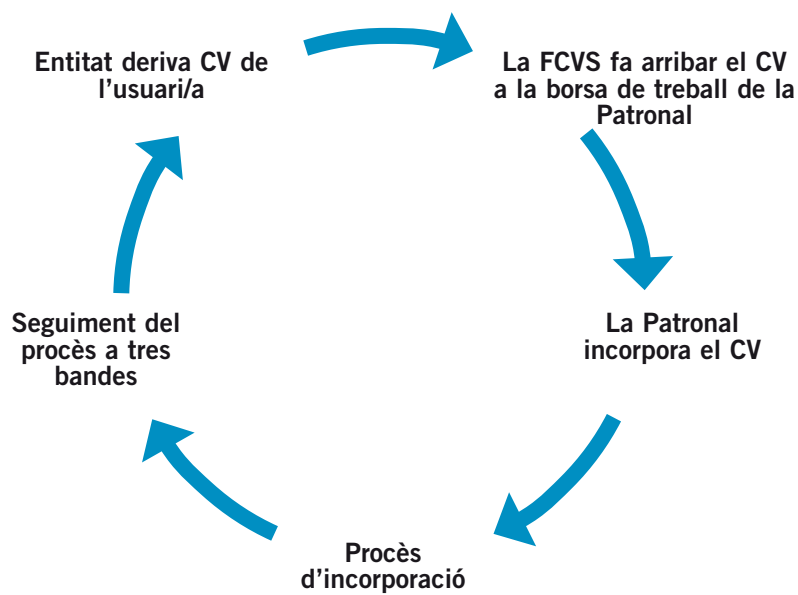 Entitat deriva CV de
l’usuari/a
La FCVS fa arribar el CV
a la borsa de treball de la
Patronal
La Patronal
incorpora el CV
Procès
d’incorporació
Seguiment del
procès a tres
bandes